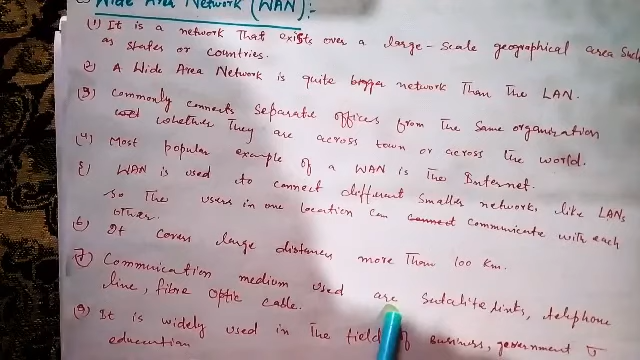 Wide Area Network (WAN):-
(1) It is a network that exists over a large-scale geographical area such
as states or countries.
(2) A Wide Area Network is quite bigger network than the LAN.
(3) Commonly connects separate offices from the same organization
whether they are across town or across the world.
(4) Most popular example of a WAN is the Internet.
5) WAN is used to connect different smaller networks like LANs
so the users in one location can connect communicate with each
other.
6) It covers large distances more than 100 Km.
(7) Communication medium used are Satalite links, telephone
line, fibre optic cable.
(8) It is widely used in the field of Business, government &
education